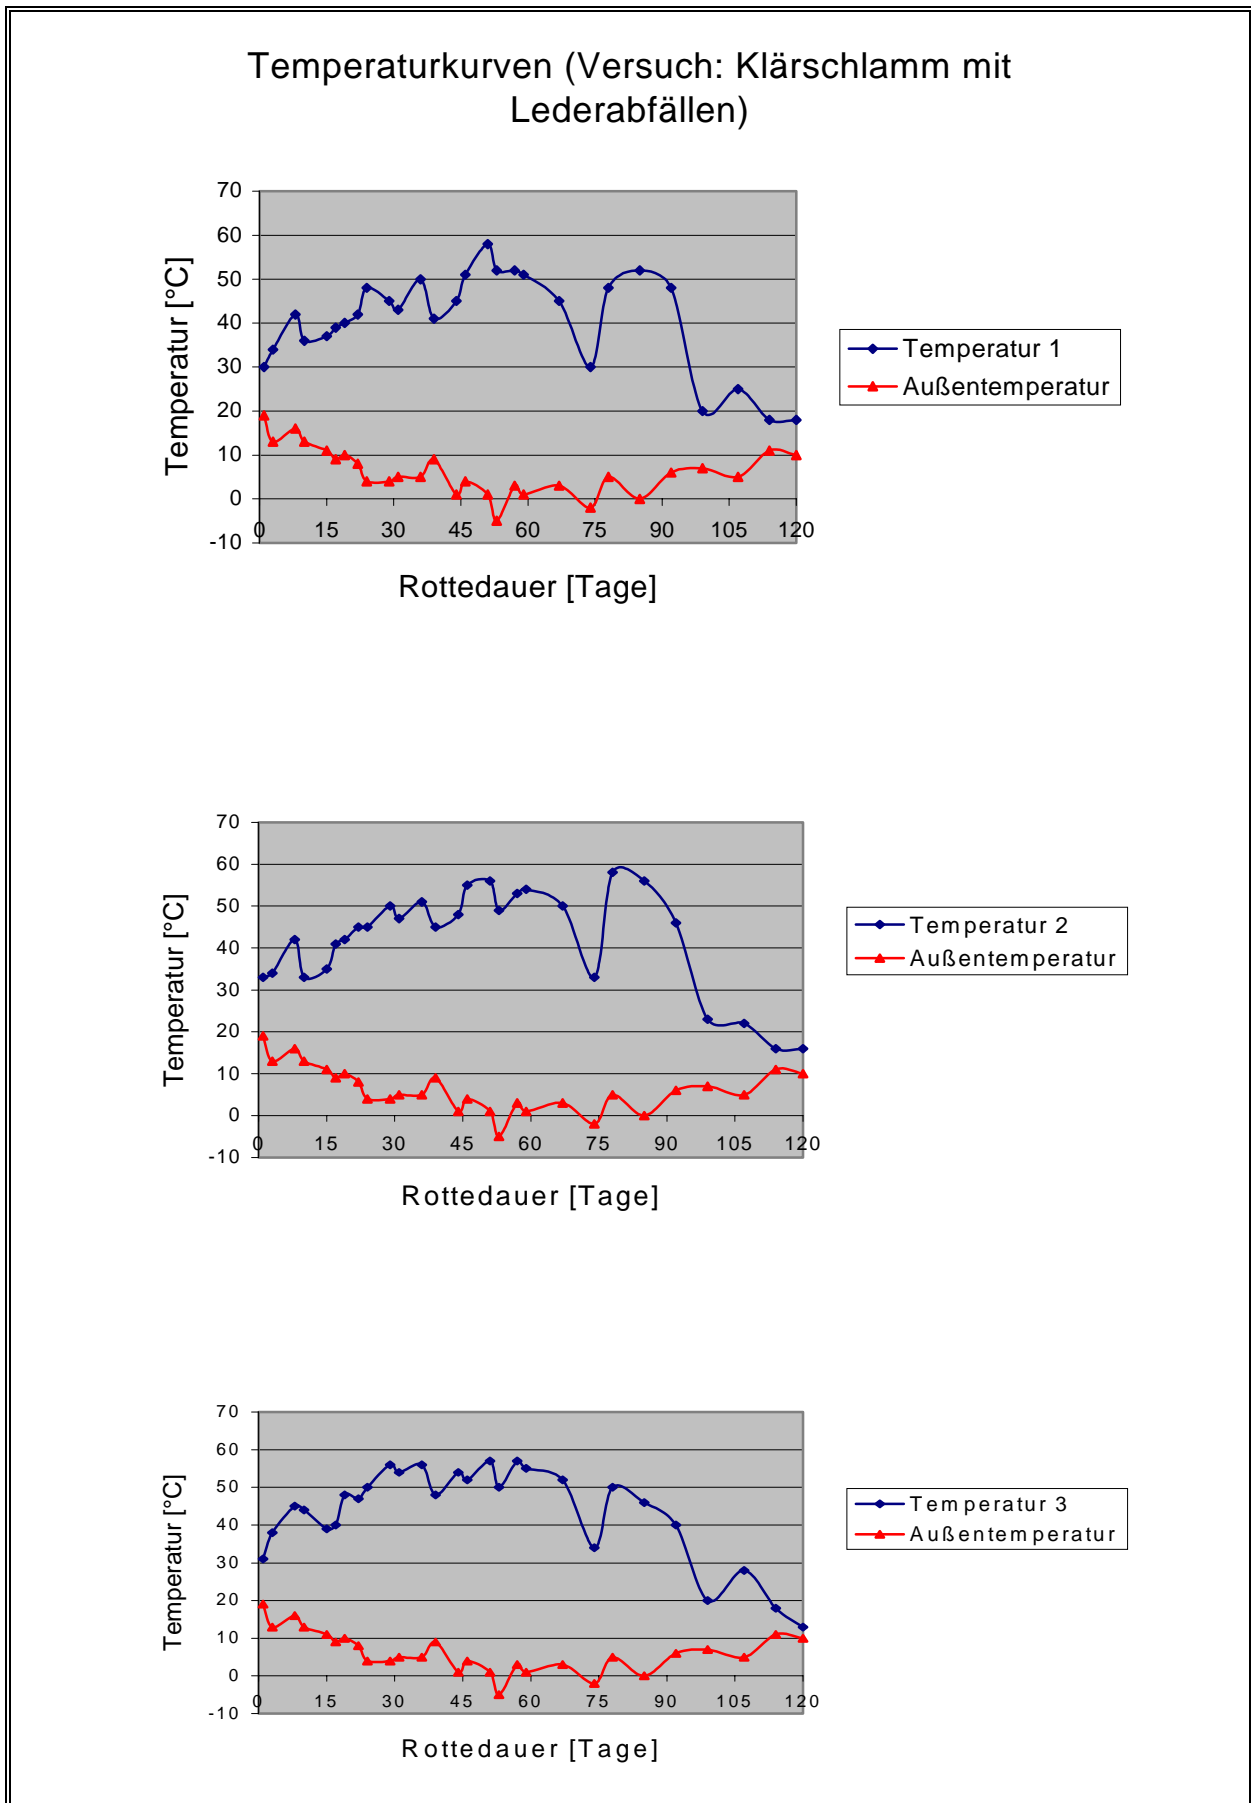 Temperaturkurven (Versuch: Klärschlamm mit
Lederabfällen)
70
60
50
40
30
20
10
0
-10
0 15 30 45 60 75 90 105 120
Temperatur [°C]
Rottedauer [Tage]
Temperatur 1
Außentemperatur
70
60
50
40
30
20
10
0
-10
0 15 30 45 60 75 90 105 120
Temperatur [°C]
Rottedauer [Tage]
Temperatur 2
Außentemperatur
70
60
50
40
30
20
10
0
-10
0 15 30 45 60 75 90 105 120
Temperatur [°C]
Rottedauer [Tage]
Temperatur 3
Außentemperatur